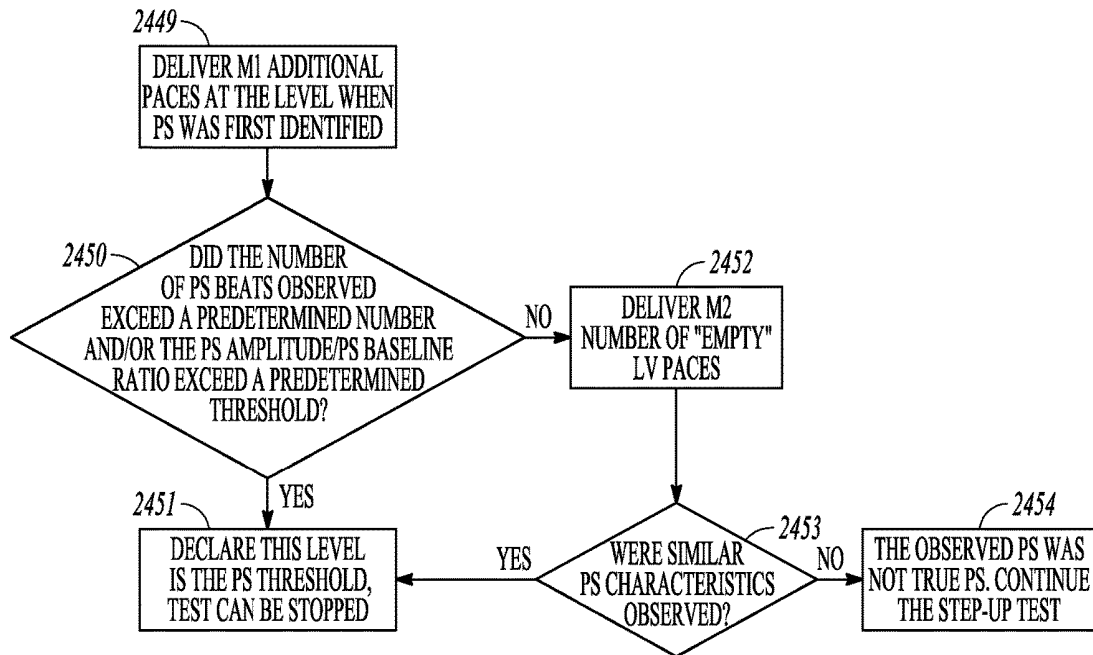 2449
DELIVER M1 ADDITIONAL
PACES AT THE LEVEL WHEN
PS WAS FIRST IDENTIFIED
2450
DID THE NUMBER
OF PS BEATS OBSERVED
EXCEED A PREDETERMINED NUMBER
AND/OR THE PS AMPLITUDE/PS BASELINE
RATIO EXCEED A PREDETERMINED
THRESHOLD?
NO
2452
DELIVER M2
NUMBER OF "EMPTY"
LV PACES
YES
2451
DECLARE THIS LEVEL
IS THE PS THRESHOLD,
TEST CAN BE STOPPED
YES
2453
WERE SIMILAR
PS CHARACTERISTICS
OBSERVED?
NO
2454
THE OBSERVED PS WAS
NOT TRUE PS. CONTINUE
THE STEP-UP TEST